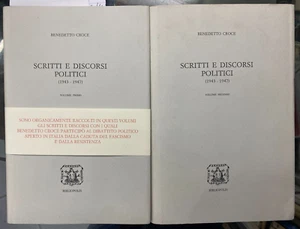 BENEDETTO CROCE
SCRITTI E DISCORSI
POLITICI
(1943-1947)
VOLUME PRIMO
SONO ORGANICAMENTE RACCOLTI IN QUESTI VOLUMI
GLI SCRITTI E DISCORSI CON I QUALI
BENEDETTO CROCE PARTECIPÒ AL DIBATTITO POLITICO
APERTO IN ITALIA DALLA CADUTA DEL FASCISMO
E DALLA RESISTENZA
BIBLIOPOLIS
BENEDETTO CROCE
SCRITTI E DISCORSI
POLITICI
(1943-1947)
VOLUME SECONDO
BIBLIOPOLIS